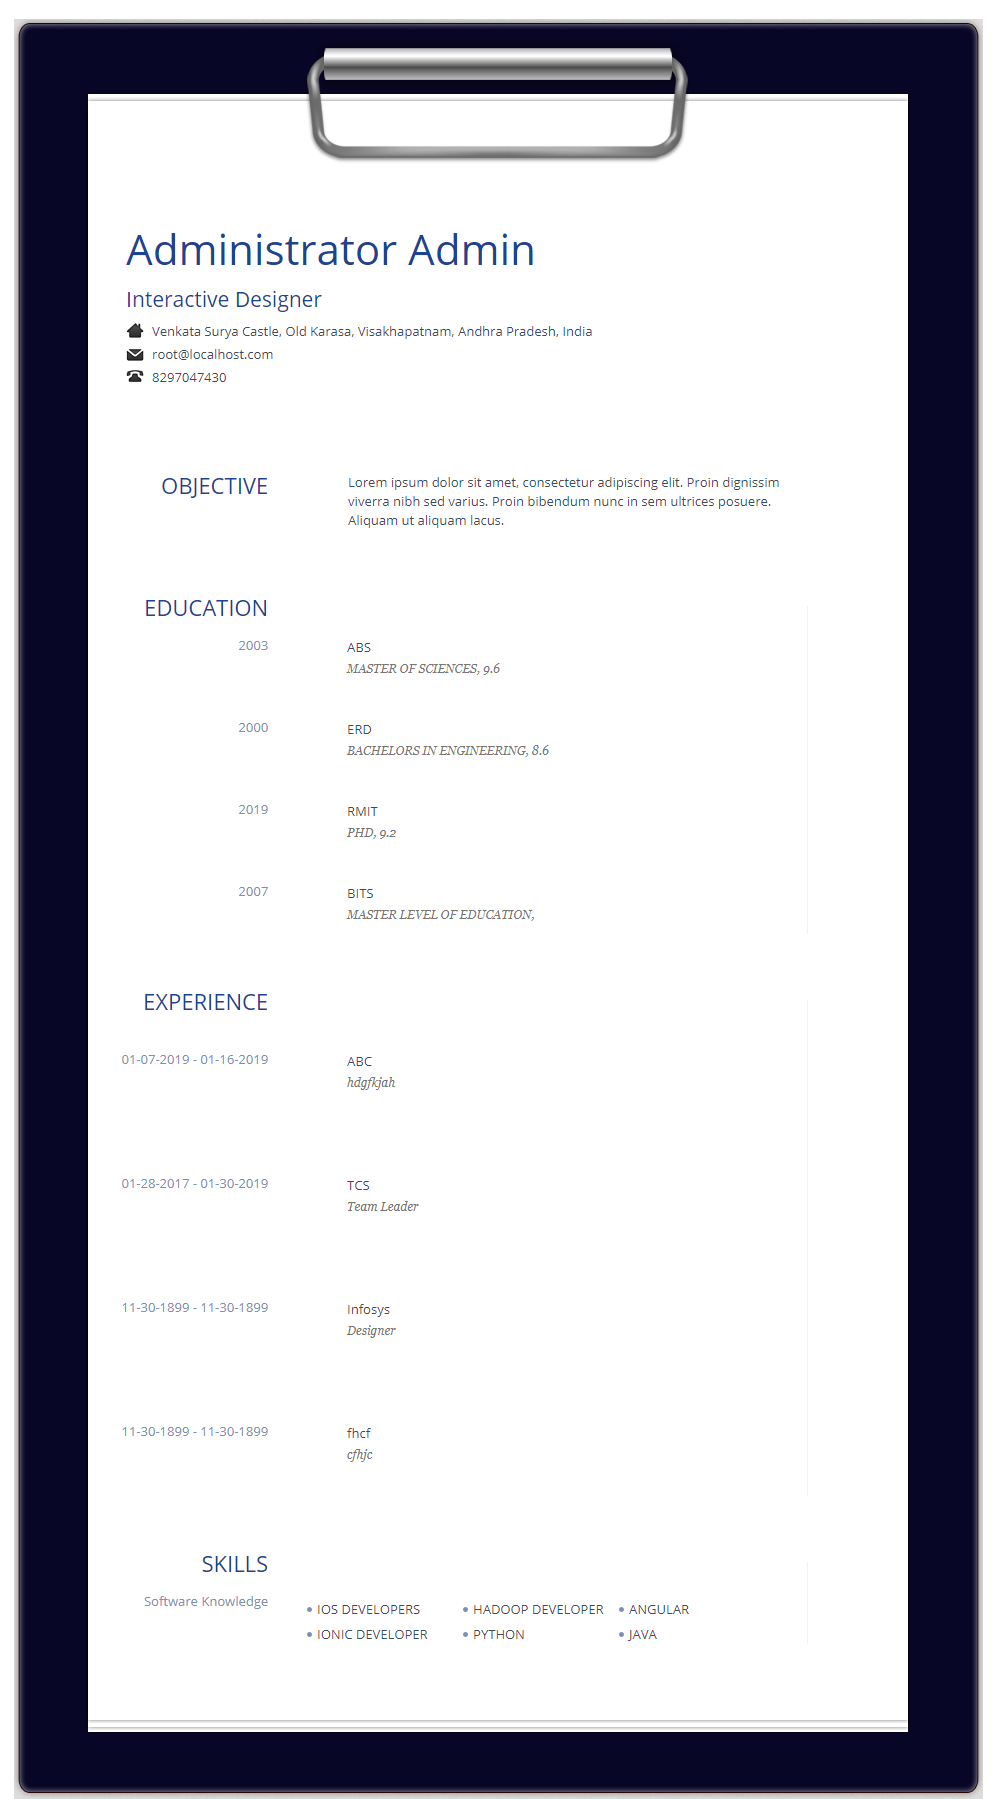 Administrator Admin
Interactive Designer
Venkata Surya Castle, Old Karasa, Visakhapatnam, Andhra Pradesh, India
root@localhost.com
8297047430
OBJECTIVE
Lorem ipsum dolor sit amet, consectetur adipiscing elit. Proin dignissim
viverra nibh sed varius. Proin bibendum nunc in sem ultrices posuere.
Aliquam ut aliquam lacus.
EDUCATION
2003 ABS
MASTER OF SCIENCES, 9.6
2000 ERD
BACHELORS IN ENGINEERING, 8.6
2019 RMIT
PHD, 9.2
2007 BITS
MASTER LEVEL OF EDUCATION,
EXPERIENCE
01-07-2019 - 01-16-2019 ABC
hdgfkjah
01-28-2017 - 01-30-2019 TCS
Team Leader
11-30-1899 - 11-30-1899 Infosys
Designer
11-30-1899 - 11-30-1899 fhcf
cfhjc
SKILLS
Software Knowledge
• IOS DEVELOPERS • HADOOP DEVELOPER • ANGULAR
• IONIC DEVELOPER • PYTHON • JAVA